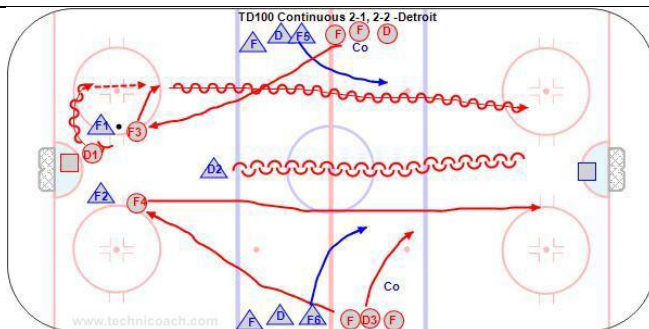 TD100 Continuous 2-1, 2-2 -Detroit
F D F5 F F D
Co
F1 F3
D1
D2
F2 F4
Co
F D F6 F D3 F
www.technicoach.com